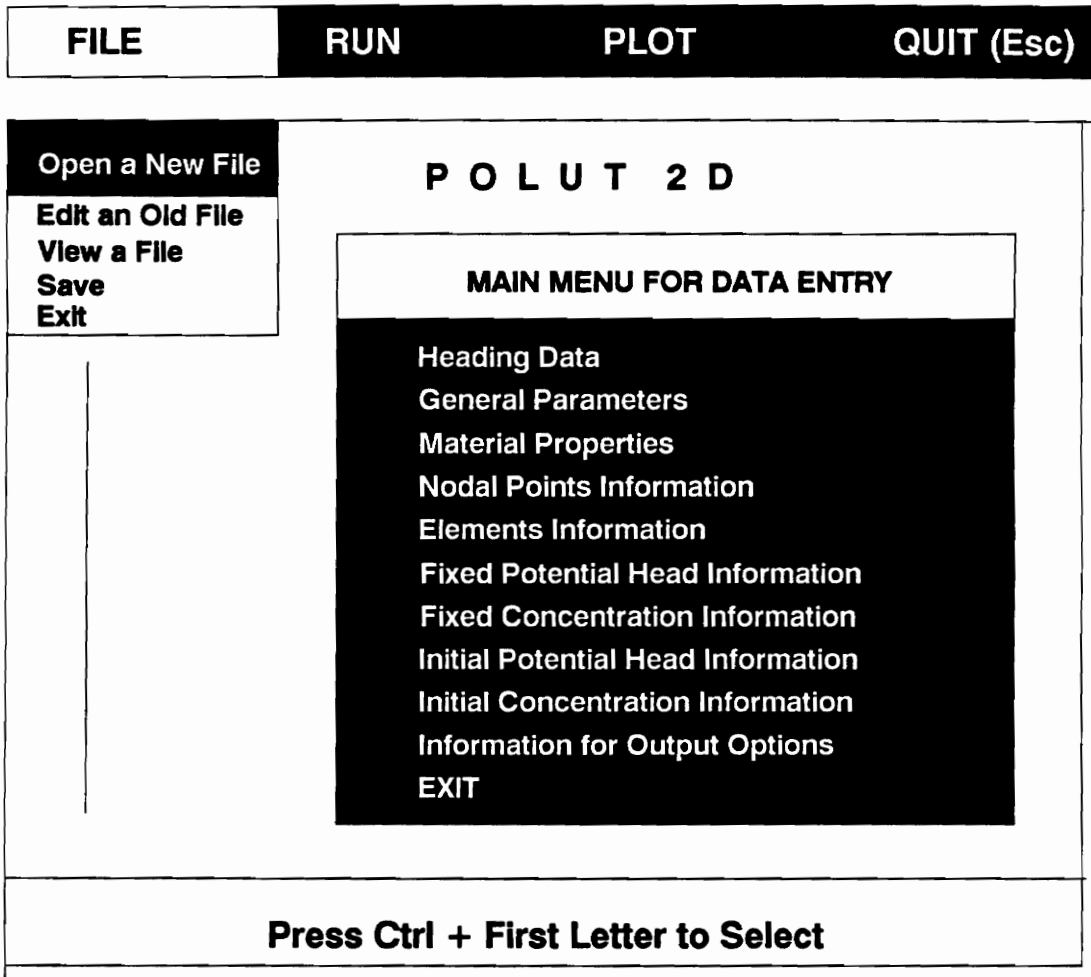 FILE RUN PLOT QUIT (Esc)
Open a New File
Edit an Old File
View a File
Save
Exit
P O L U T 2 D
MAIN MENU FOR DATA ENTRY
Heading Data
General Parameters
Material Properties
Nodal Points Information
Elements Information
Fixed Potential Head Information
Fixed Concentration Information
Initial Potential Head Information
Initial Concentration Information
Information for Output Options
EXIT
Press Ctrl + First Letter to Select